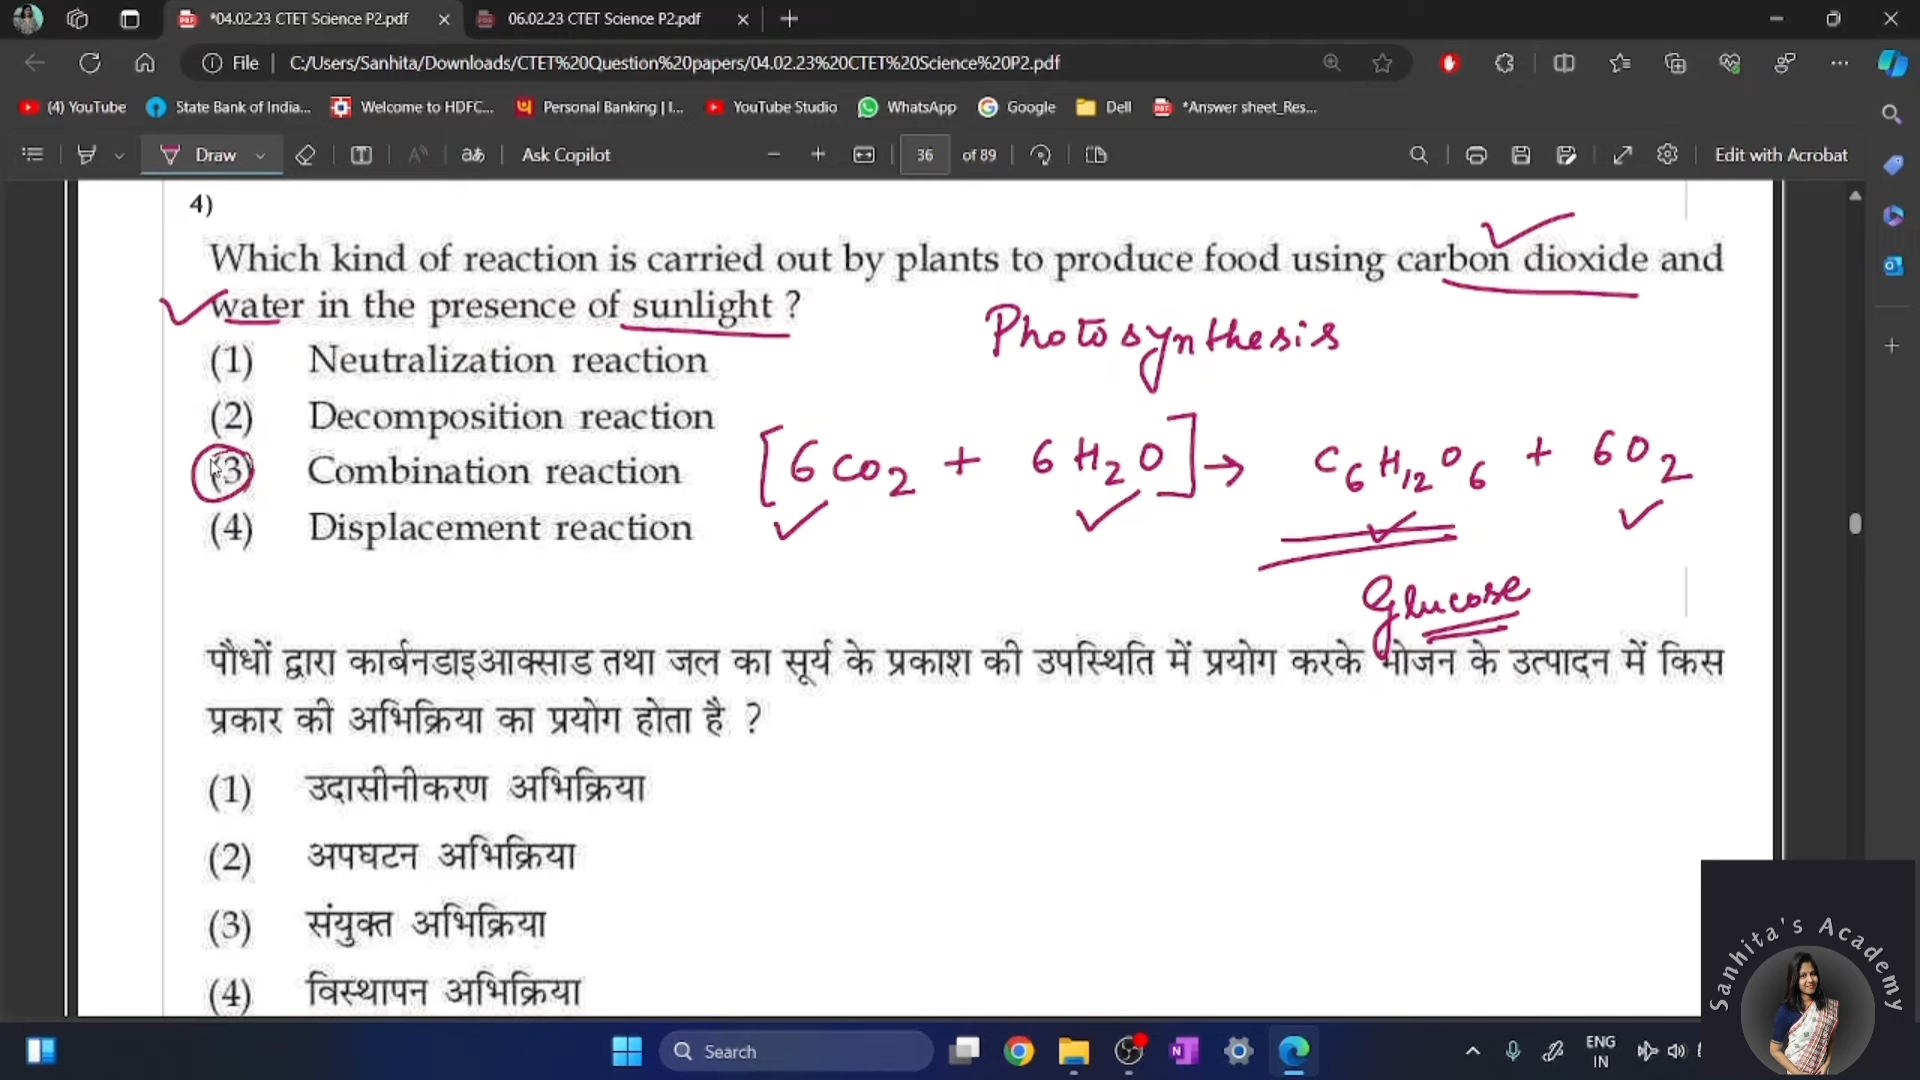 *04.02.23 CTET Science P2.pdf
06.02.23 CTET Science P2.pdf
File
C:/Users/Sanhita/Downloads/CTET%20Question%20papers/04.02.23%20CTET%20Science%20P2.pdf
(4) YouTube
State Bank of India...
Welcome to HDFC...
Personal Banking | I...
YouTube Studio
WhatsApp
Google
Dell
*Answer sheet_Res...
Draw
Ask Copilot
36 of 89
Edit with Acrobat
4)
Which kind of reaction is carried out by plants to produce food using carbon dioxide and
water in the presence of sunlight ?
Photosynthesis
(1) Neutralization reaction
(2) Decomposition reaction
(3) Combination reaction
[6CO2 + 6H2O] → C6H12O6 + 6O2
(4) Displacement reaction
Glucose
पौधों द्वारा कार्बनडाइआक्साड तथा जल का सूर्य के प्रकाश की उपस्थिति में प्रयोग करके भोजन के उत्पादन में किस
प्रकार की अभिक्रिया का प्रयोग होता है ?
(1) उदासीनीकरण अभिक्रिया
(2) अपघटन अभिक्रिया
(3) संयुक्त अभिक्रिया
(4) विस्थापन अभिक्रिया
Sanhita's Academy
Search
ENG
IN